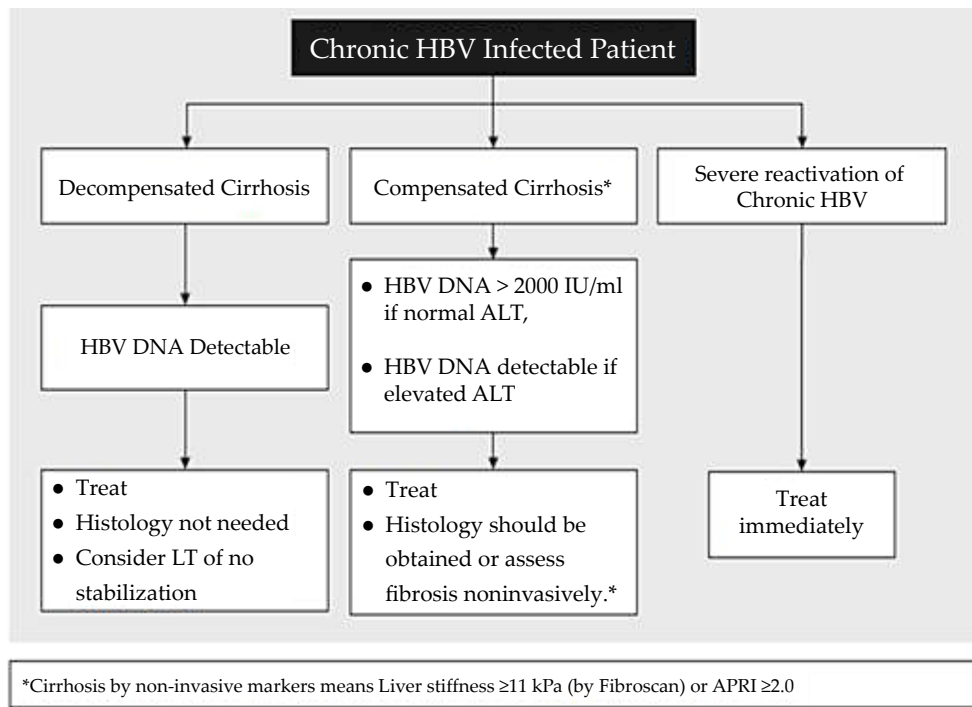 Chronic HBV Infected Patient
Decompensated Cirrhosis
Compensated Cirrhosis*
Severe reactivation of
Chronic HBV
HBV DNA Detectable
● HBV DNA > 2000 IU/ml
if normal ALT,
● HBV DNA detectable if
elevated ALT
● Treat
● Histology not needed
● Consider LT of no
stabilization
● Treat
● Histology should be
obtained or assess
fibrosis noninvasively.*
Treat
immediately
*Cirrhosis by non-invasive markers means Liver stiffness ≥11 kPa (by Fibroscan) or APRI ≥2.0